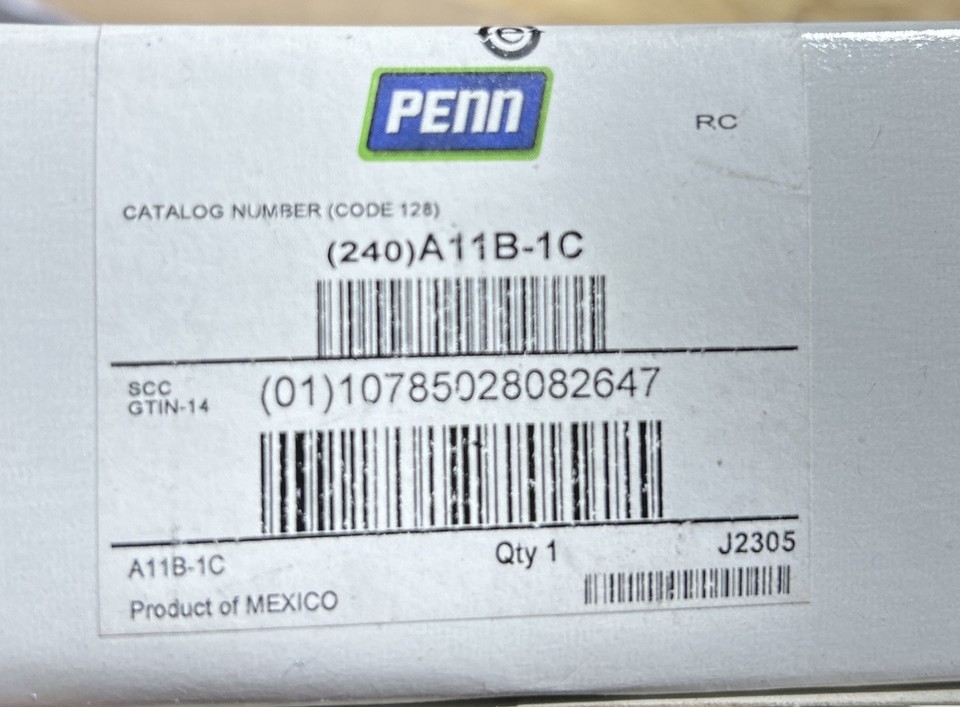 PENN
RC
CATALOG NUMBER (CODE 128)
(240)A11B-1C
SCC
GTIN-14
(01)10785028082647
A11B-1C
Qty 1
J2305
Product of MEXICO